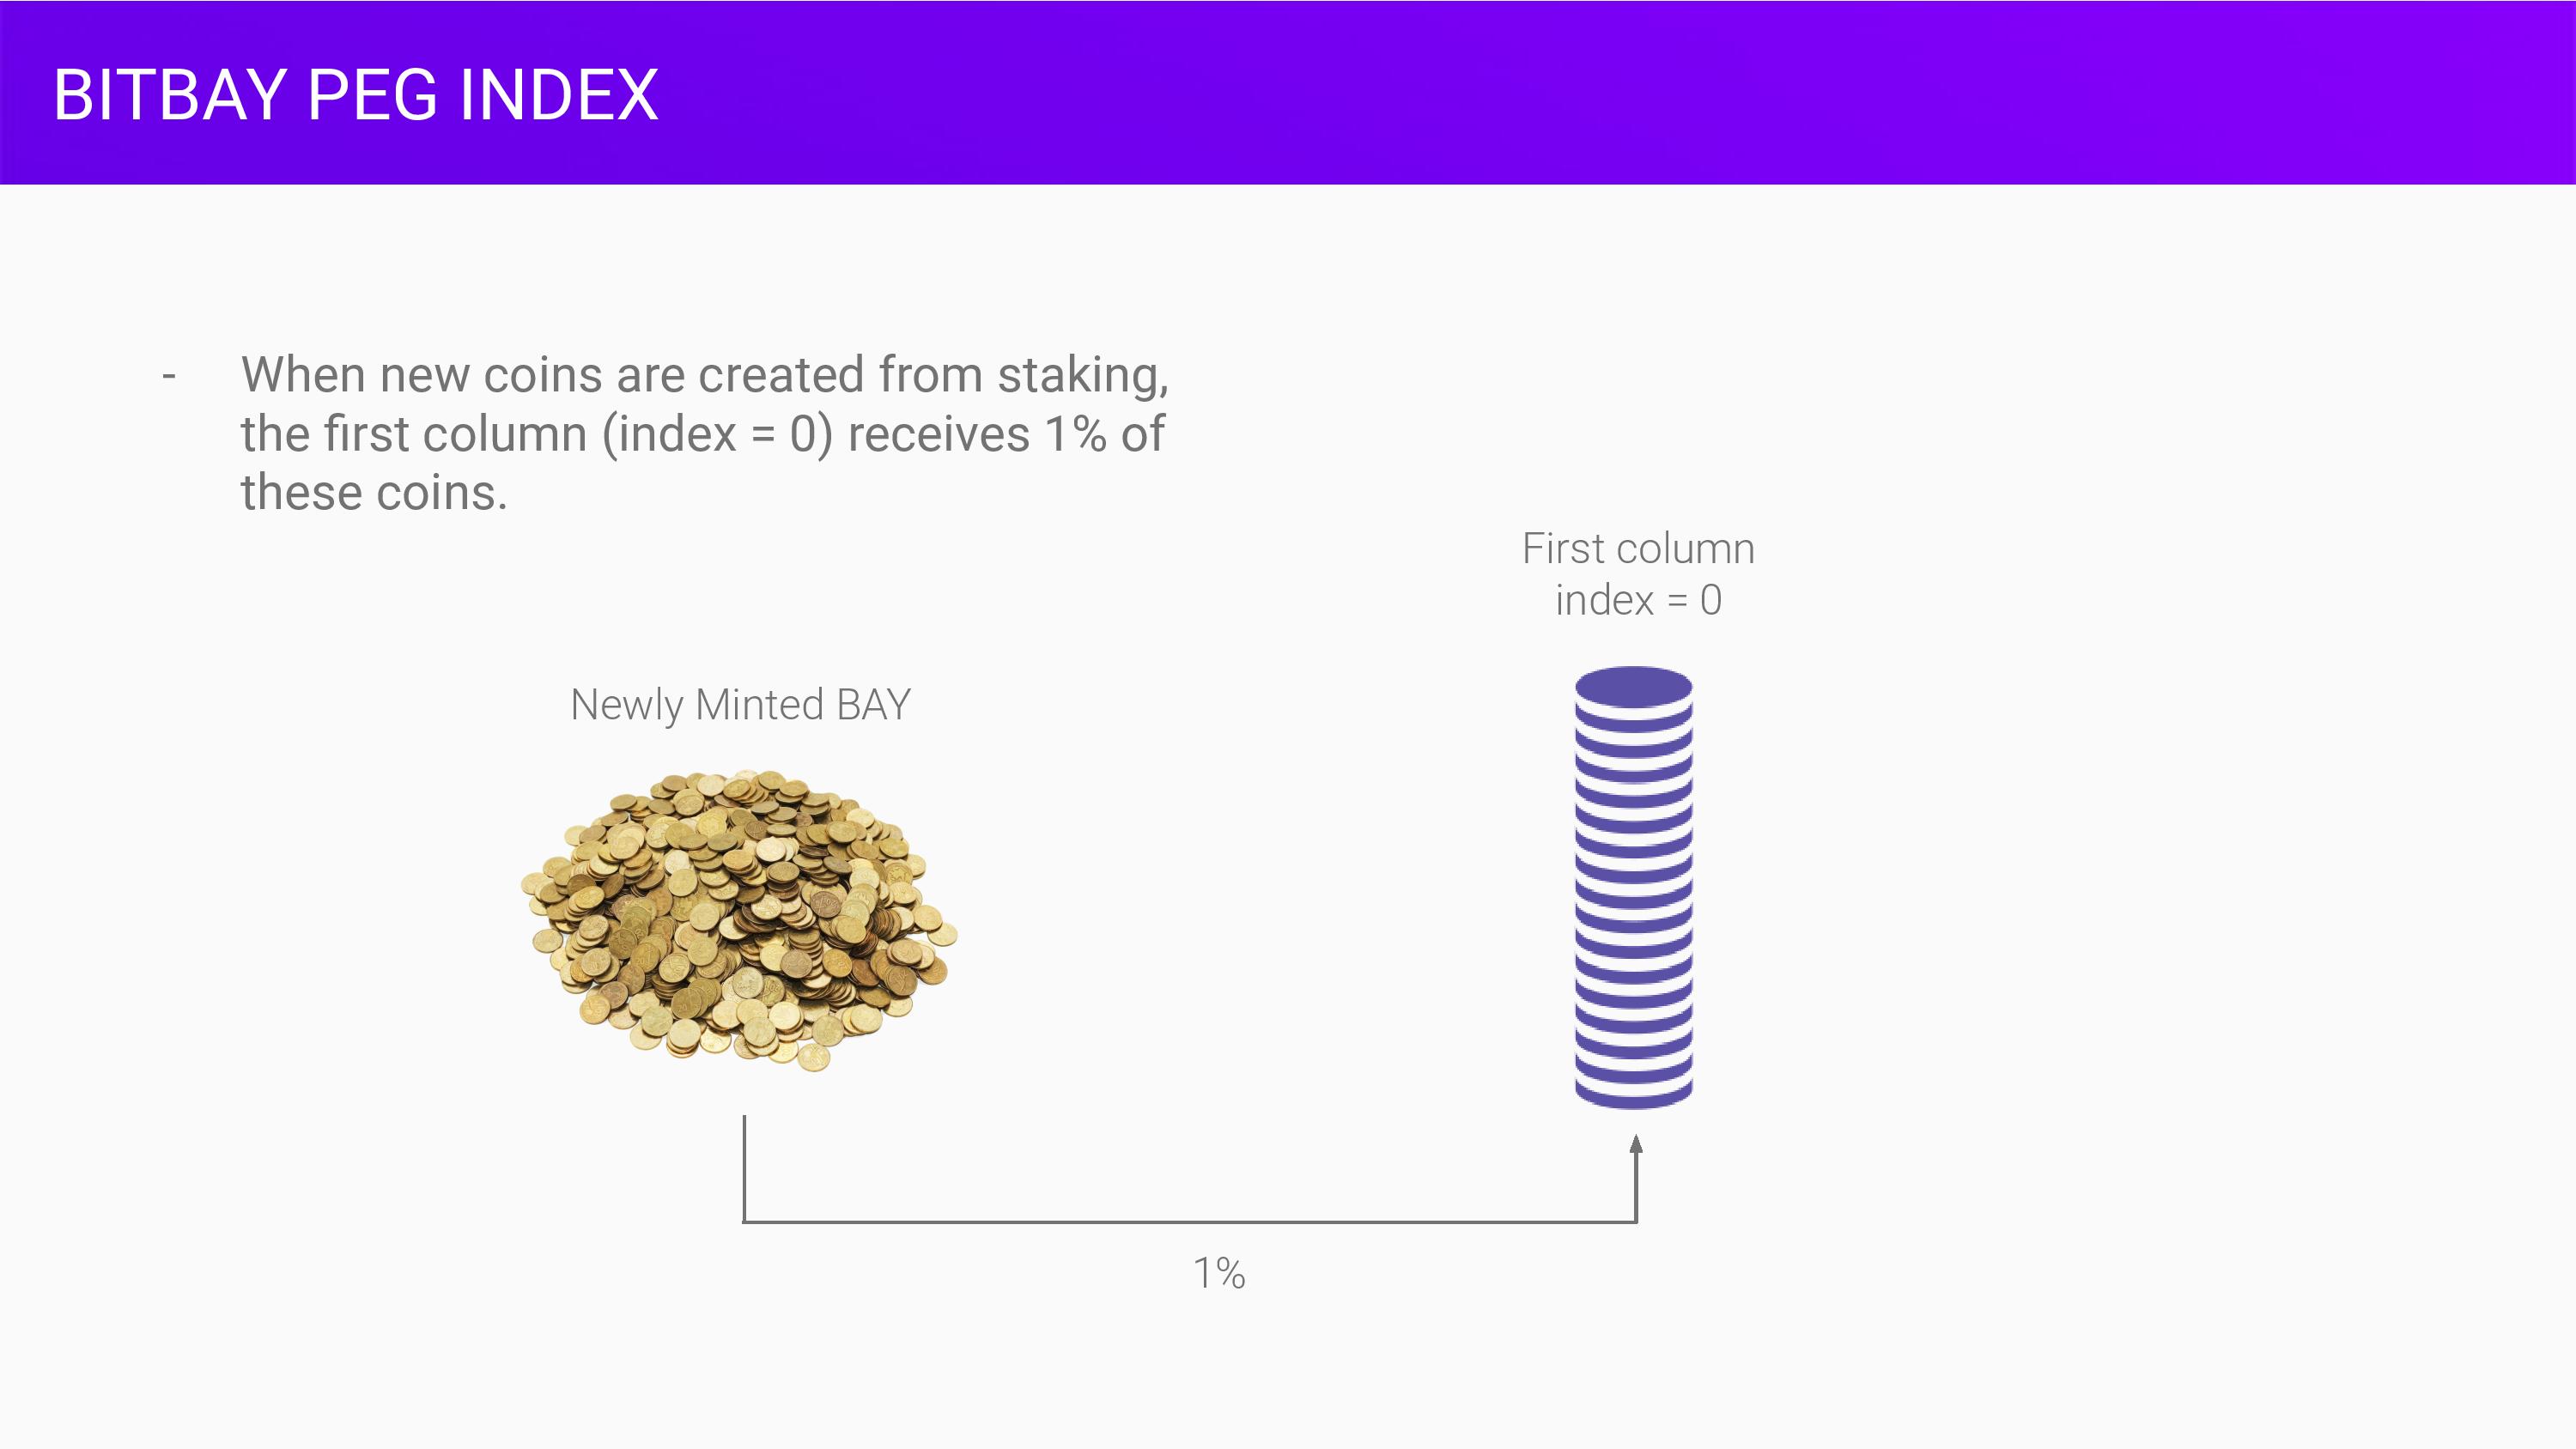 BITBAY PEG INDEX
- When new coins are created from staking,
the first column (index = 0) receives 1% of
these coins.
First column
index = 0
Newly Minted BAY
1%